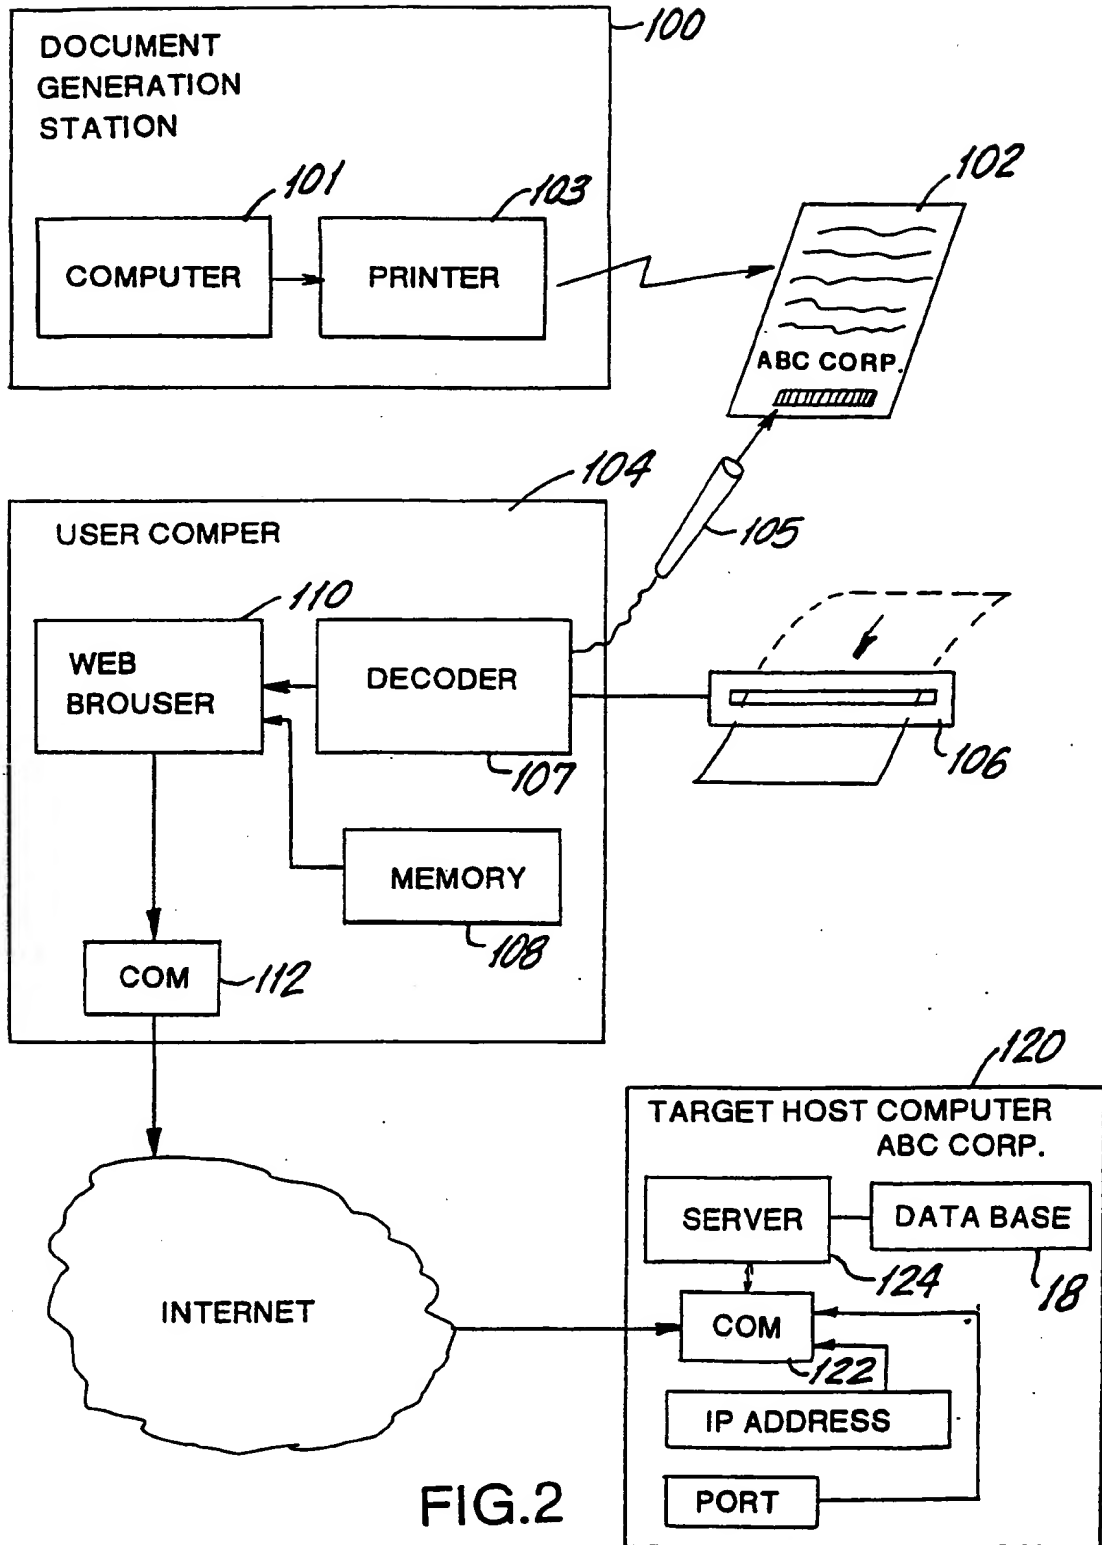 100
DOCUMENT
GENERATION
STATION
101
103
COMPUTER
PRINTER
102
ABC CORP.
104
USER COMPER
105
110
WEB
BROUSER
DECODER
107
106
MEMORY
108
COM
112
120
TARGET HOST COMPUTER
ABC CORP.
SERVER
DATA BASE
124
18
INTERNET
COM
122
IP ADDRESS
PORT
FIG.2